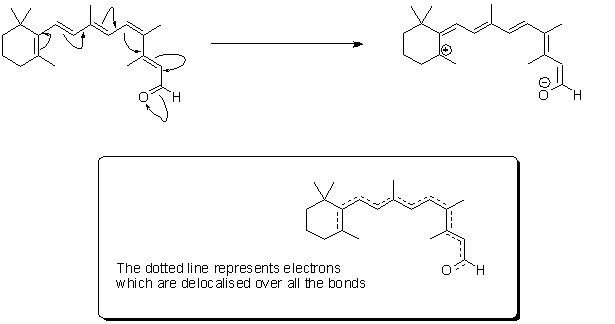 O H
⊕
⊖
O H
O H
The dotted line represents electrons
which are delocalised over all the bonds